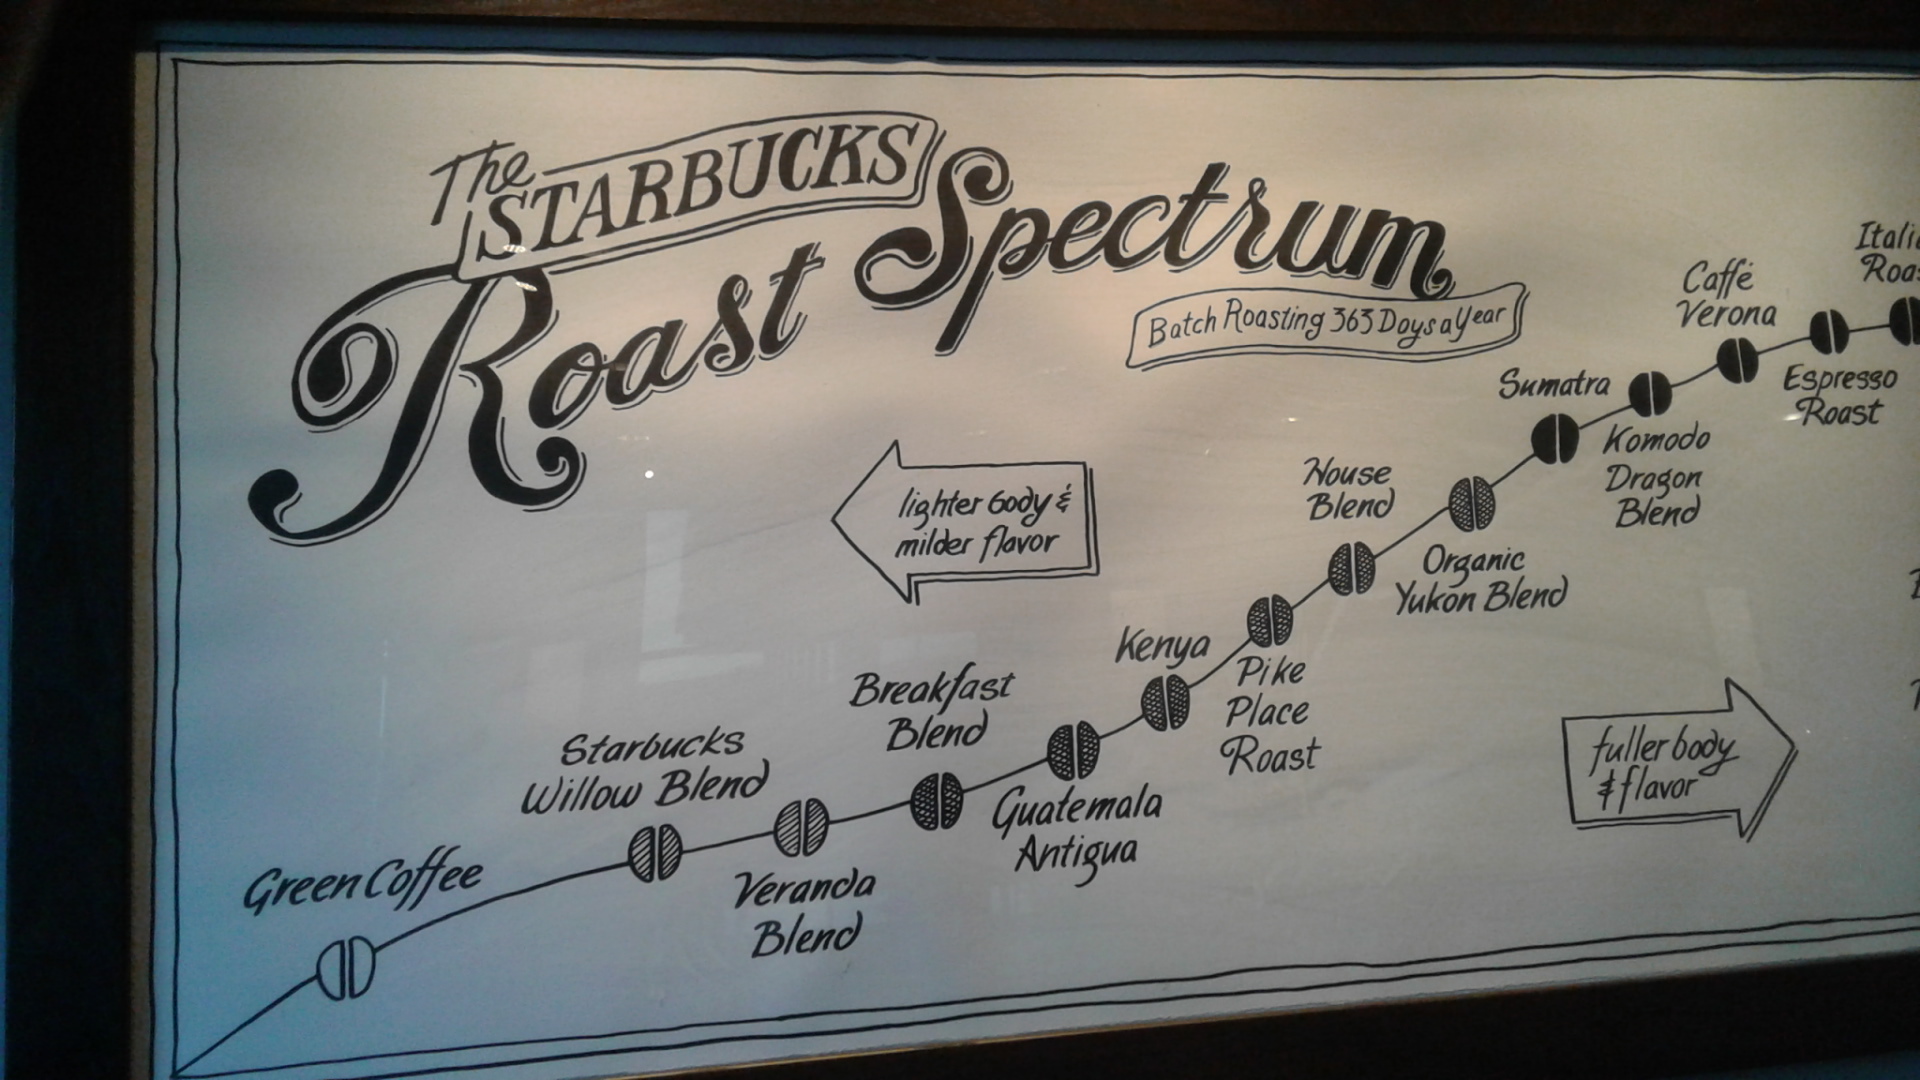 The
STARBUCKS
Roast Spectrum
Batch Roasting 363 Days a Year
lighter body &
milder flavor
fuller body
& flavor
Green Coffee
Starbucks
Willow Blend
Veranda
Blend
Breakfast
Blend
Guatemala
Antigua
Kenya
Pike
Place
Roast
House
Blend
Organic
Yukon Blend
Sumatra
Komodo
Dragon
Blend
Caffè
Verona
Espresso
Roast